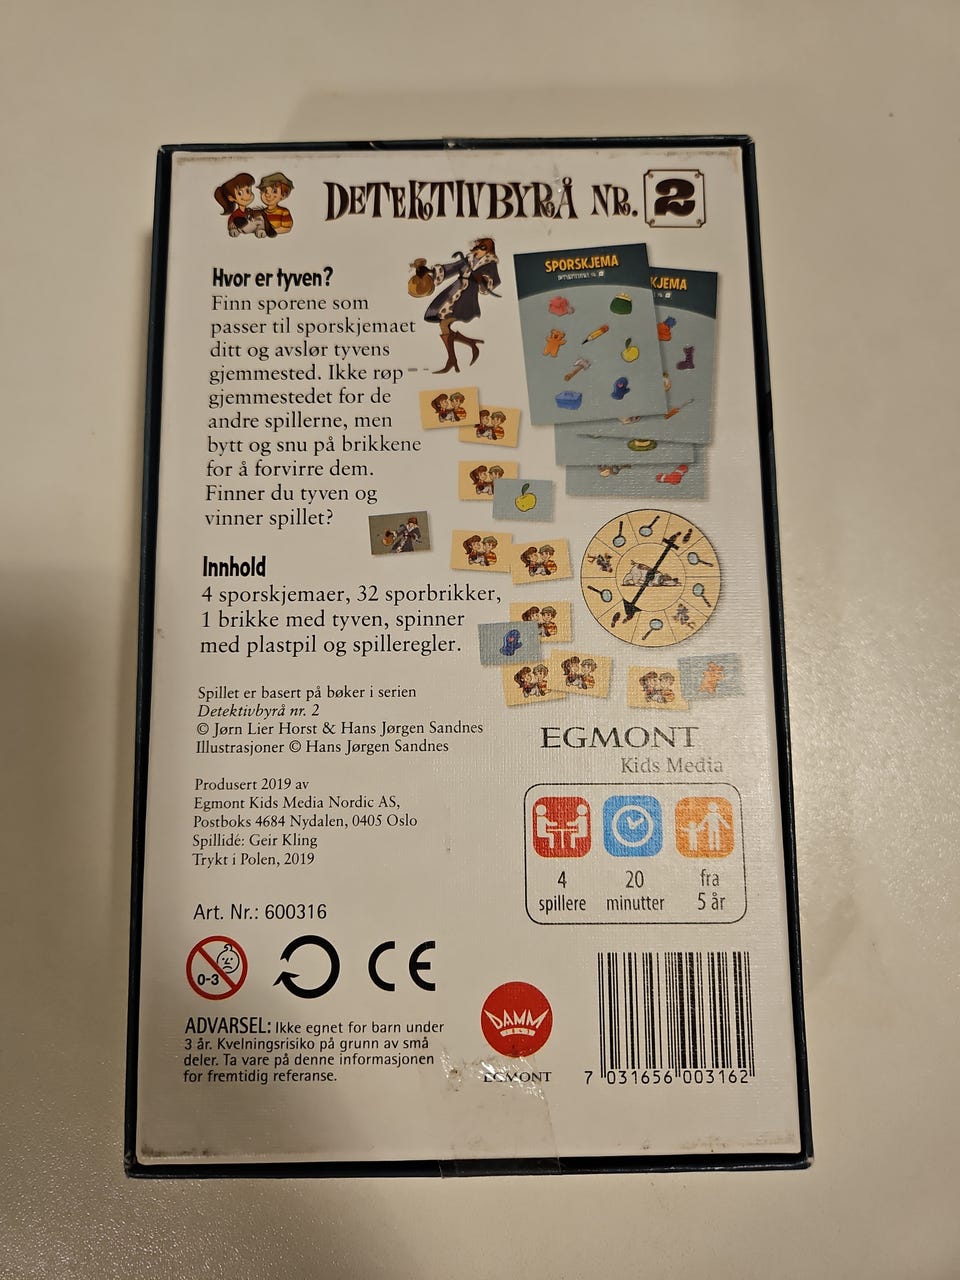 DETEKTIVBYRÅ NR. 2
Hvor er tyven?
Finn sporene som
passer til sporskjemaet
ditt og avslør tyvens
gjemmested. Ikke røp
gjemmestedet for de
andre spillerne, men
bytt og snu på brikkene
for å forvirre dem.
Finner du tyven og
vinner spillet?
SPORSKJEMA
KJEMA
Innhold
4 sporskjemaer, 32 sporbrikker,
1 brikke med tyven, spinner
med plastpil og spilleregler.
Spillet er basert på bøker i serien
Detektivbyrå nr. 2
© Jørn Lier Horst & Hans Jørgen Sandnes
Illustrasjoner © Hans Jørgen Sandnes
Produsert 2019 av
Egmont Kids Media Nordic AS,
Postboks 4684 Nydalen, 0405 Oslo
Spillidé: Geir Kling
Trykt i Polen, 2019
EGMONT
Kids Media
4
spillere
20
minutter
fra
5 år
Art. Nr.: 600316
0-3
CE
ADVARSEL: Ikke egnet for barn under
3 år. Kvelningsrisiko på grunn av små
deler. Ta vare på denne informasjonen
for fremtidig referanse.
DAMM
EGMONT
7 031656 003162